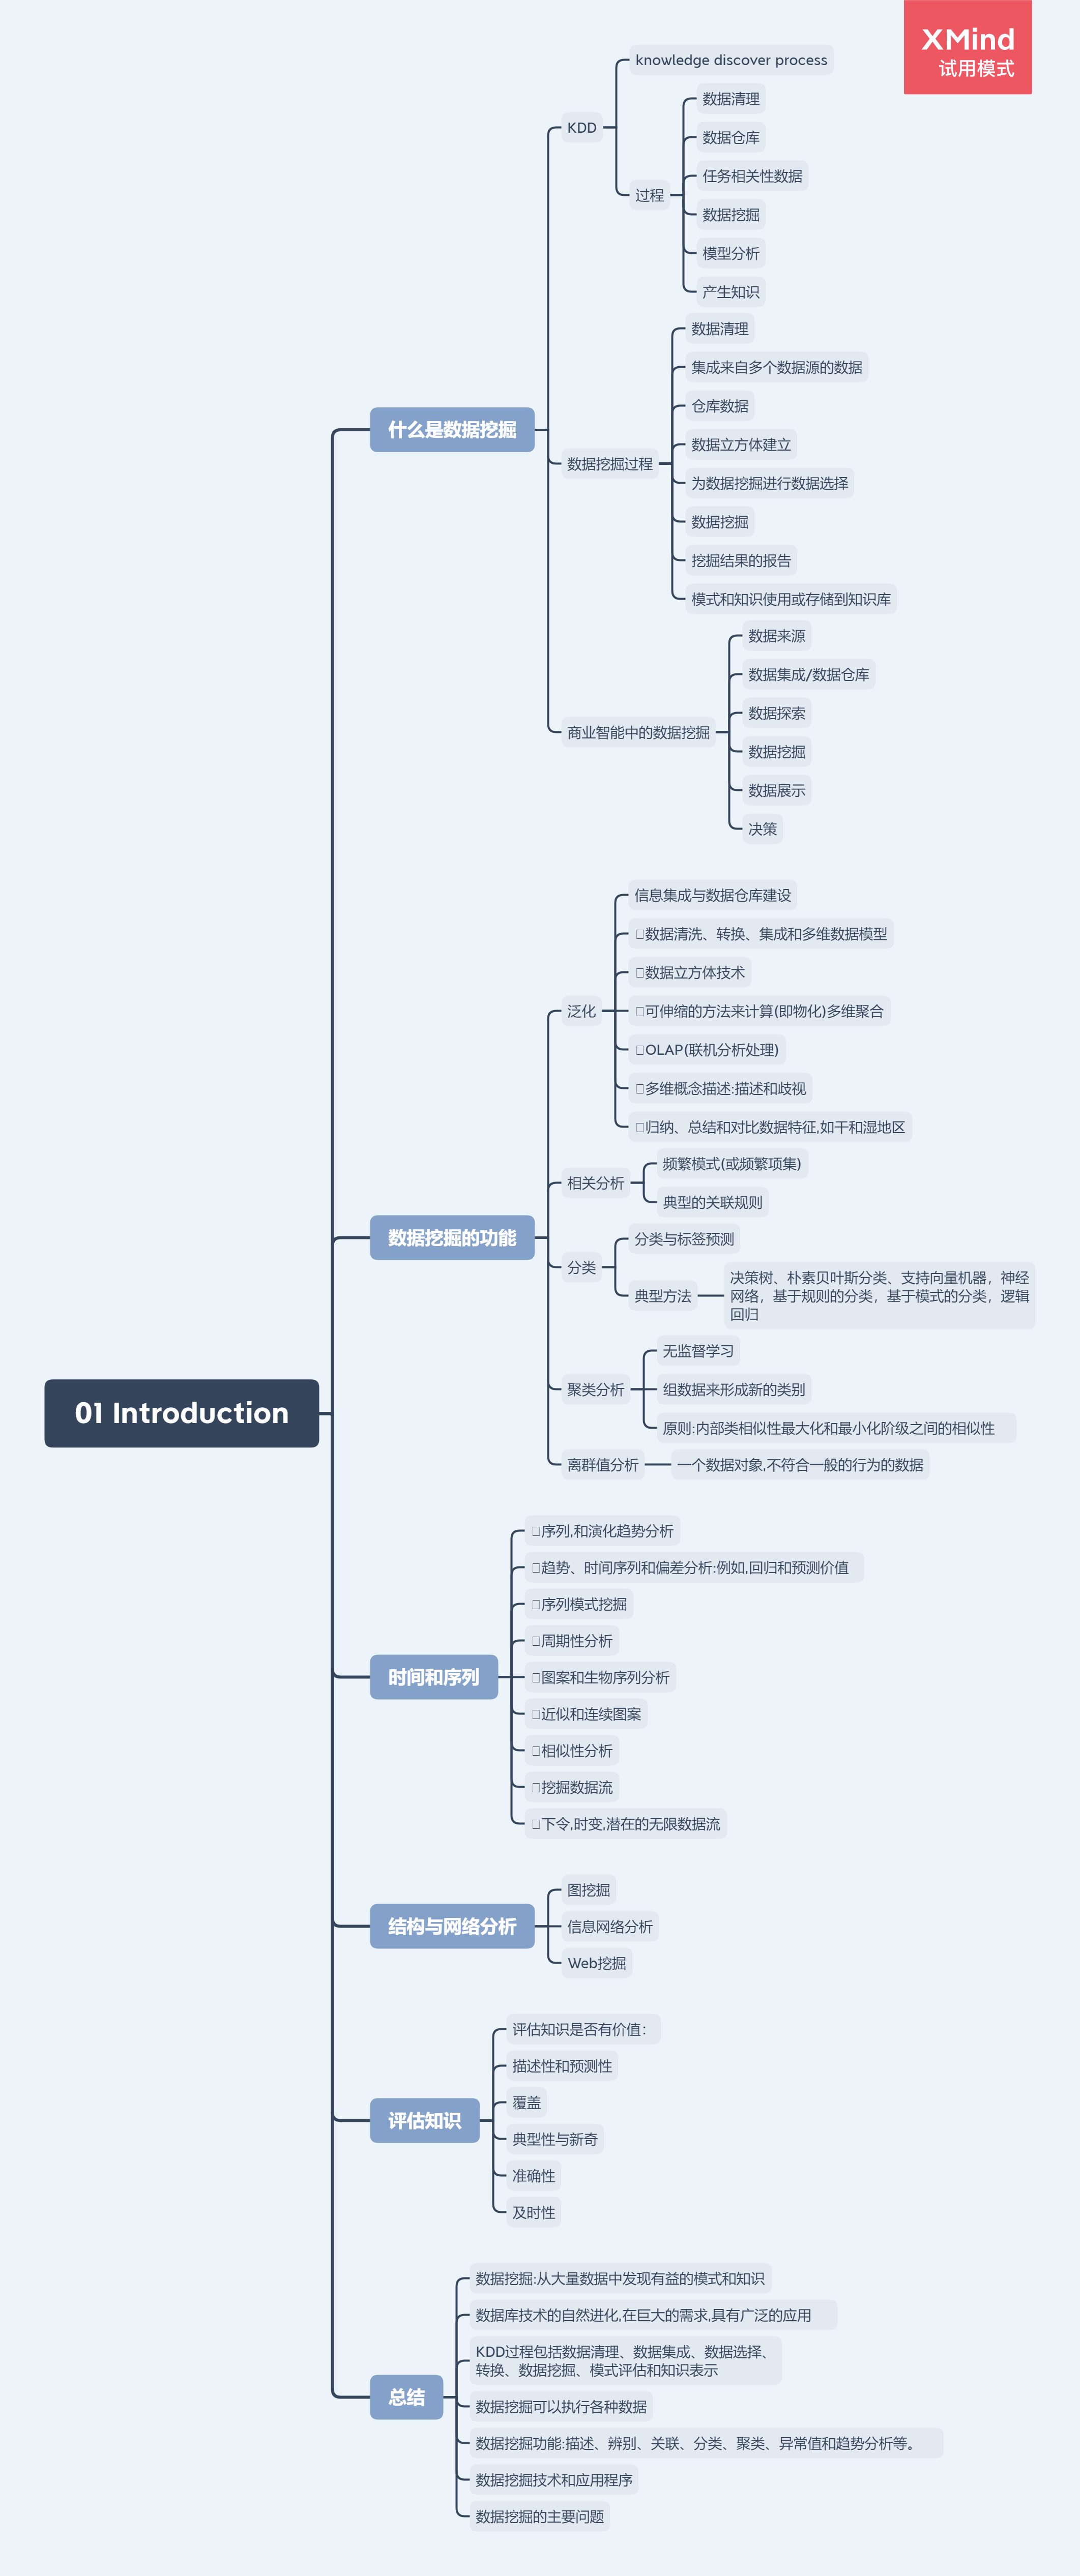 XMind
试用模式
01 Introduction
什么是数据挖掘
KDD
knowledge discover process
过程
数据清理
数据仓库
任务相关性数据
数据挖掘
模型分析
产生知识
数据挖掘过程
数据清理
集成来自多个数据源的数据
仓库数据
数据立方体建立
为数据挖掘进行数据选择
数据挖掘
挖掘结果的报告
模式和知识使用或存储到知识库
商业智能中的数据挖掘
数据来源
数据集成/数据仓库
数据探索
数据挖掘
数据展示
决策
数据挖掘的功能
泛化
信息集成与数据仓库建设
数据清洗、转换、集成和多维数据模型
数据立方体技术
可伸缩的方法来计算(即物化)多维聚合
OLAP(联机分析处理)
多维概念描述:描述和歧视
归纳、总结和对比数据特征,如干和湿地区
相关分析
频繁模式(或频繁项集)
典型的关联规则
分类
分类与标签预测
典型方法
决策树、朴素贝叶斯分类、支持向量机器，神经
网络，基于规则的分类，基于模式的分类，逻辑
回归
聚类分析
无监督学习
组数据来形成新的类别
原则:内部类相似性最大化和最小化阶级之间的相似性
离群值分析
一个数据对象,不符合一般的行为的数据
时间和序列
序列,和演化趋势分析
趋势、时间序列和偏差分析:例如,回归和预测价值
序列模式挖掘
周期性分析
图案和生物序列分析
近似和连续图案
相似性分析
挖掘数据流
下令,时变,潜在的无限数据流
结构与网络分析
图挖掘
信息网络分析
Web挖掘
评估知识
评估知识是否有价值：
描述性和预测性
覆盖
典型性与新奇
准确性
及时性
总结
数据挖掘:从大量数据中发现有益的模式和知识
数据库技术的自然进化,在巨大的需求,具有广泛的应用
KDD过程包括数据清理、数据集成、数据选择、
转换、数据挖掘、模式评估和知识表示
数据挖掘可以执行各种数据
数据挖掘功能:描述、辨别、关联、分类、聚类、异常值和趋势分析等。
数据挖掘技术和应用程序
数据挖掘的主要问题